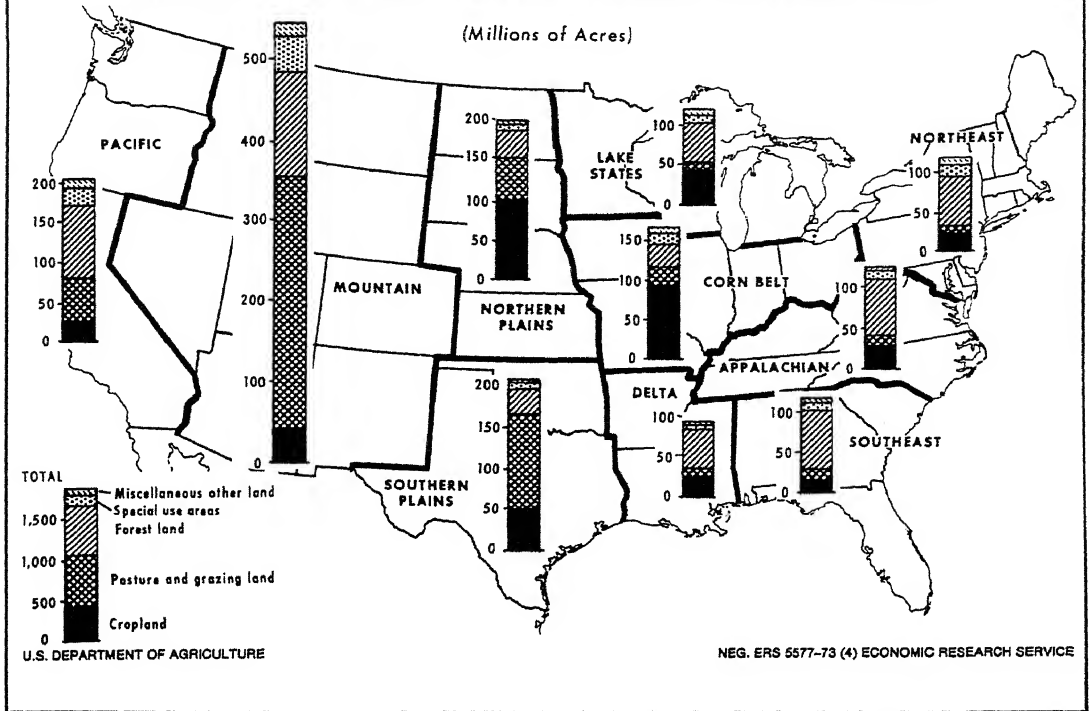 (Millions of Acres)
PACIFIC
200
150
100
50
0
500
400
300
200
100
0
MOUNTAIN
200
150
100
50
0
NORTHERN
PLAINS
LAKE
STATES
100
50
0
NORTHEAST
100
50
0
150
100
50
0
CORN BELT
100
50
0
APPALACHIAN
DELTA
100
50
0
100
50
0
SOUTHEAST
200
150
100
50
0
SOUTHERN
PLAINS
TOTAL
1,500
1,000
500
0
Miscellaneous other land
Special use areas
Forest land
Pasture and grazing land
Cropland
U.S. DEPARTMENT OF AGRICULTURE
NEG. ERS 5577-73 (4) ECONOMIC RESEARCH SERVICE